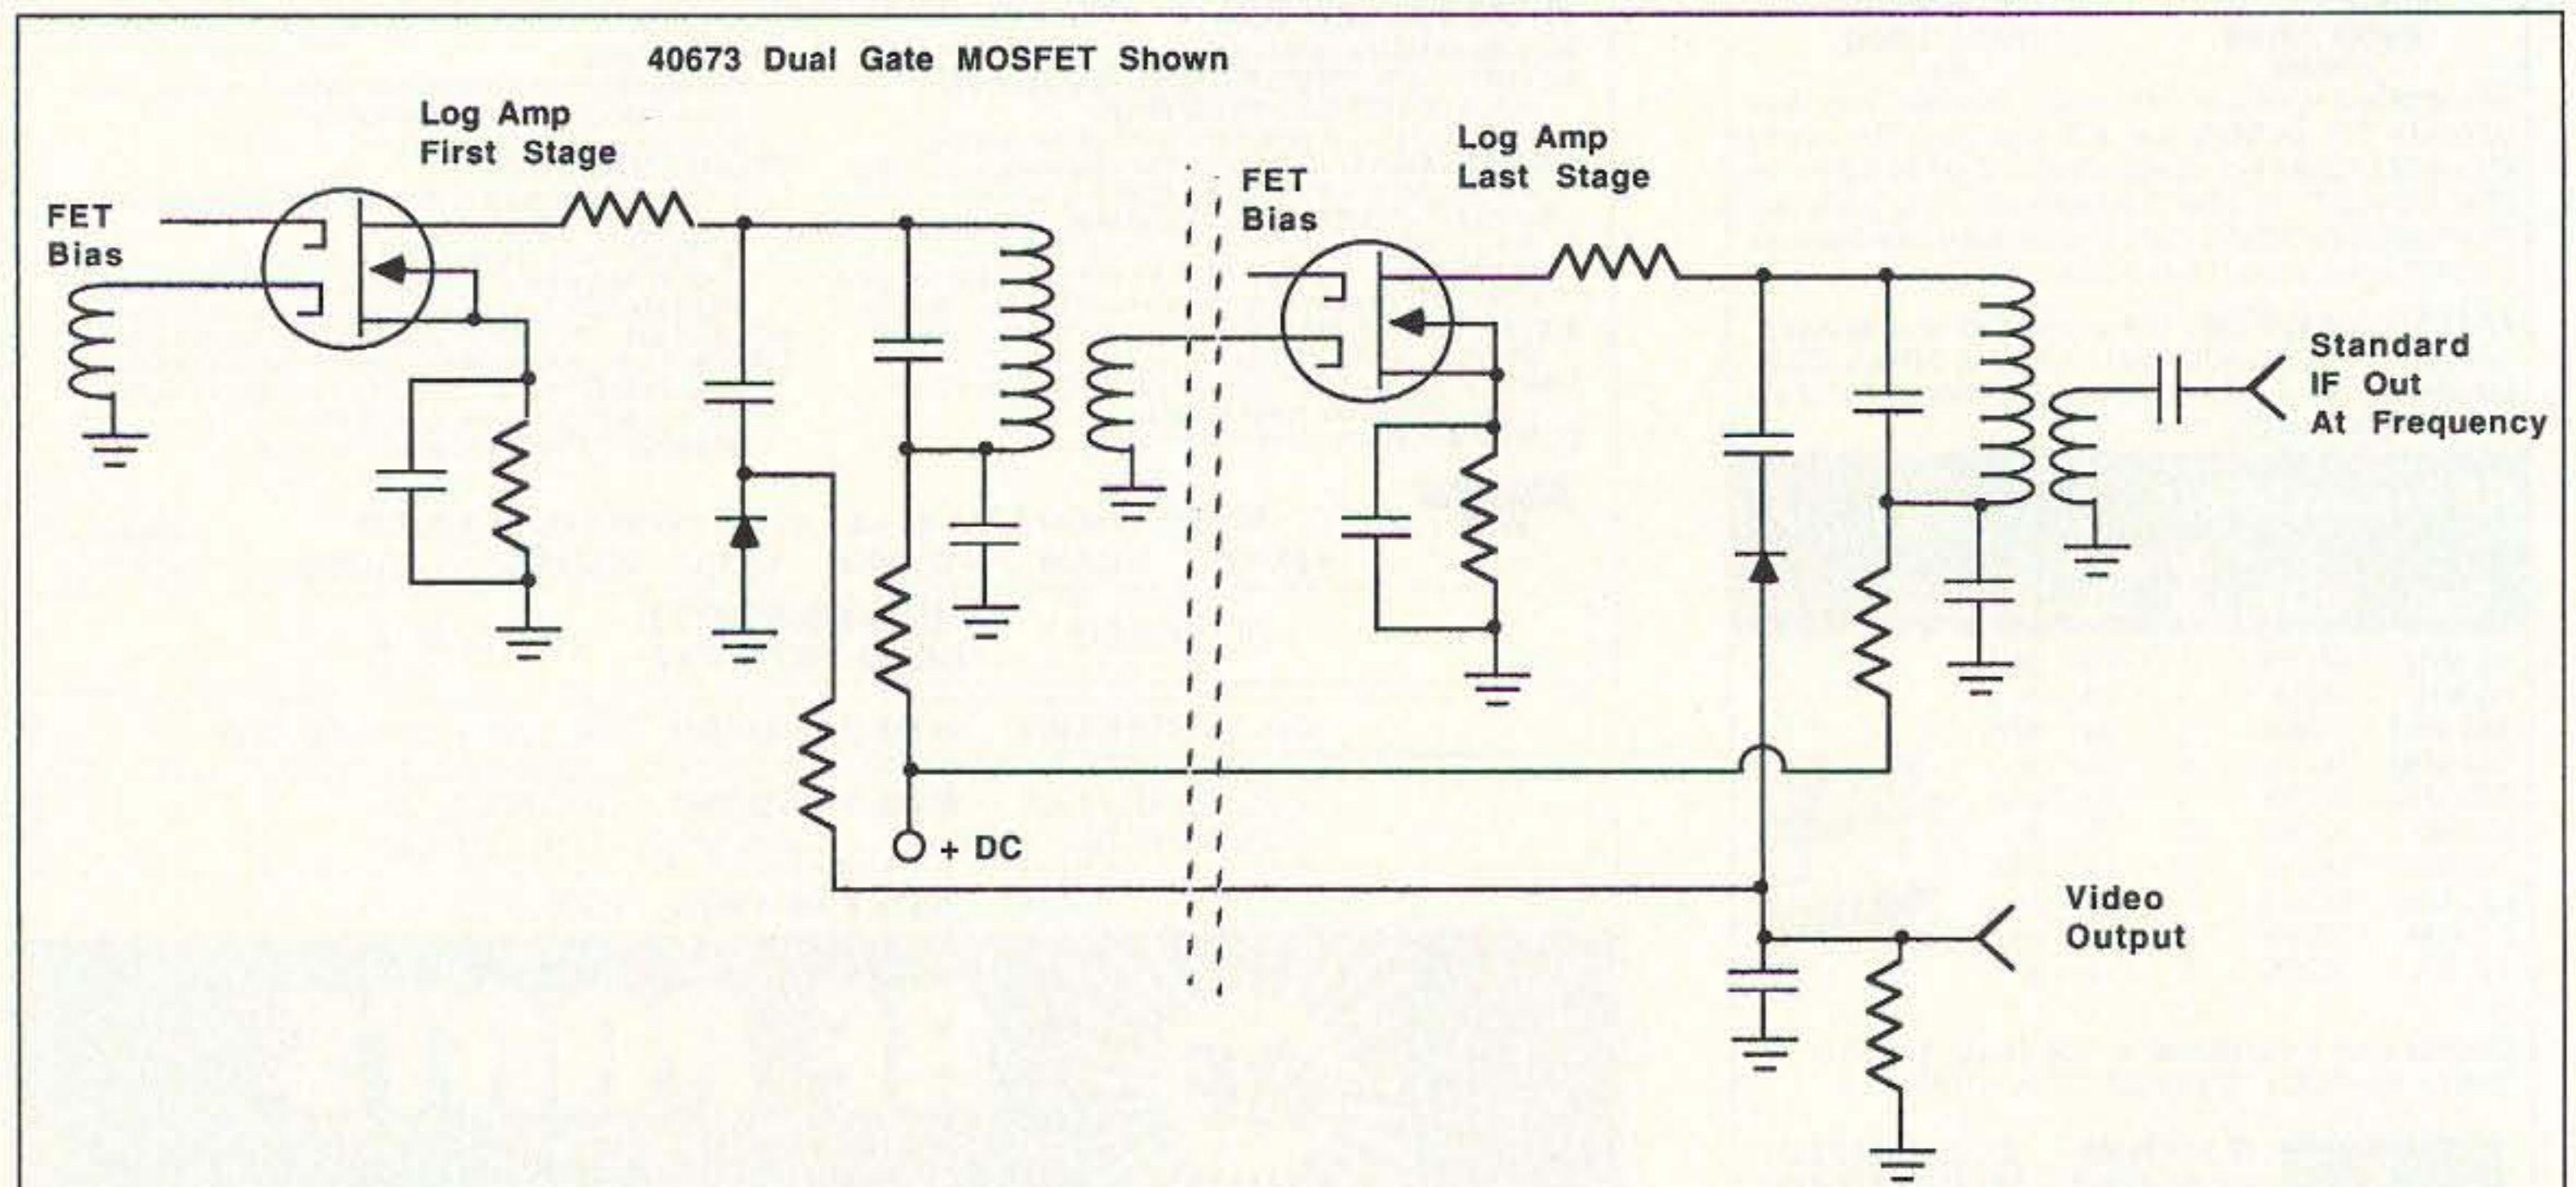 40673 Dual Gate MOSFET Shown
Log Amp
First Stage
FET
Bias
Log Amp
Last Stage
FET
Bias
Standard
IF Out
At Frequency
+ DC
Video
Output